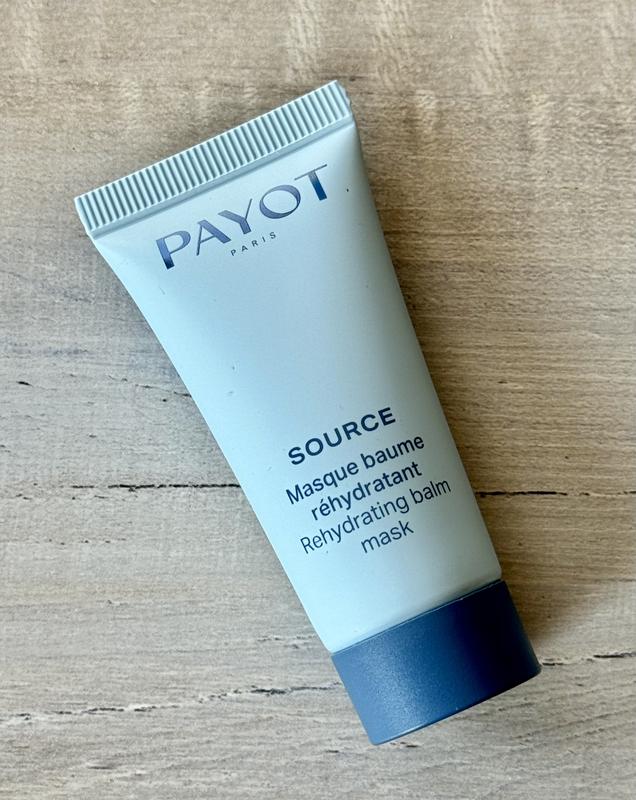 PAYOT
PARIS
SOURCE
Masque baume
réhydratant
Rehydrating balm
mask